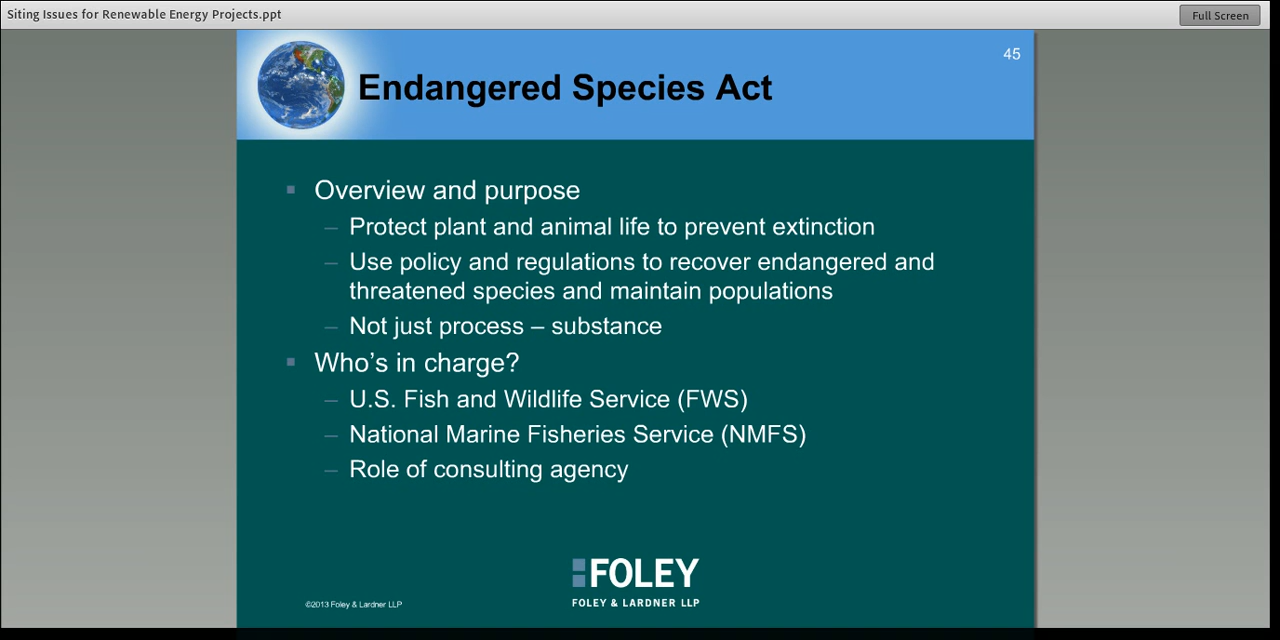 Siting Issues for Renewable Energy Projects.ppt
Full Screen
45
Endangered Species Act
▪ Overview and purpose
– Protect plant and animal life to prevent extinction
– Use policy and regulations to recover endangered and
threatened species and maintain populations
– Not just process – substance
▪ Who’s in charge?
– U.S. Fish and Wildlife Service (FWS)
– National Marine Fisheries Service (NMFS)
– Role of consulting agency
FOLEY
FOLEY & LARDNER LLP
©2013 Foley & Lardner LLP